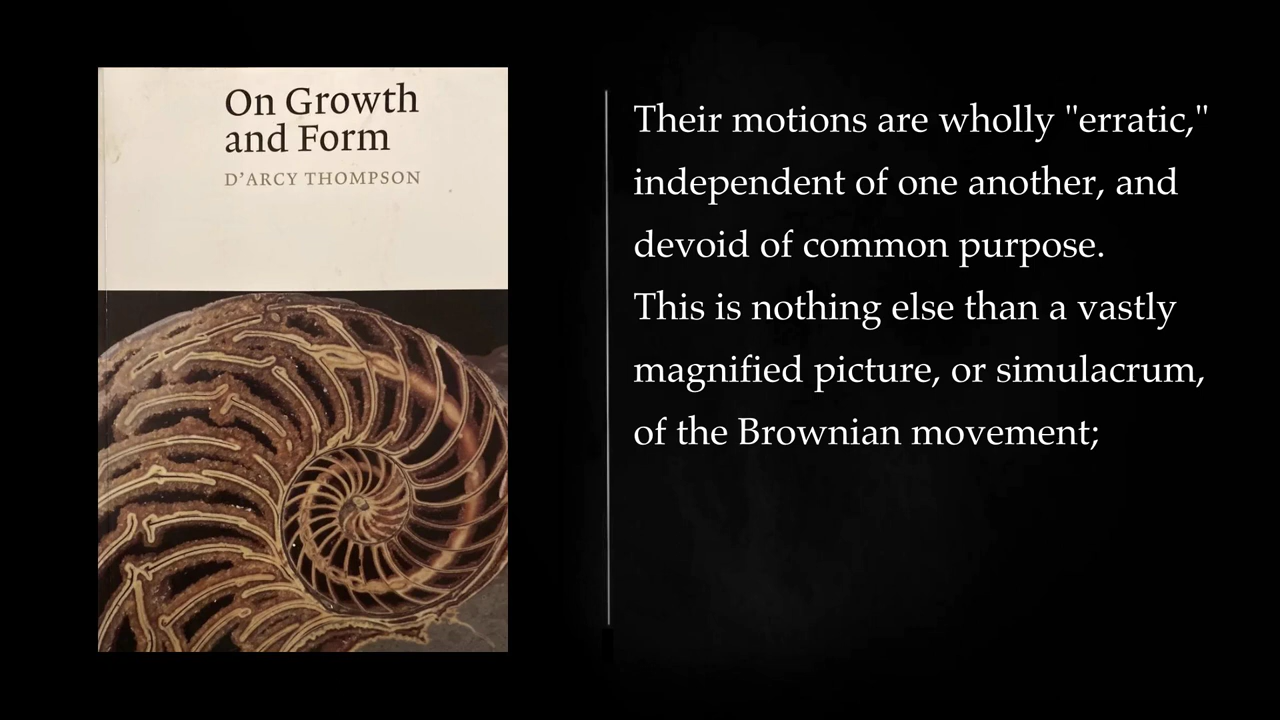 On Growth
and Form
D'ARCY THOMPSON
Their motions are wholly "erratic,"
independent of one another, and
devoid of common purpose.
This is nothing else than a vastly
magnified picture, or simulacrum,
of the Brownian movement;